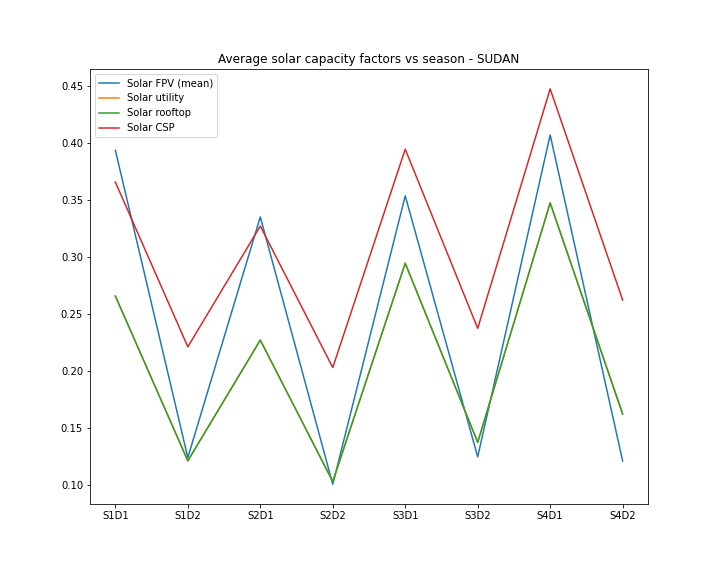 Average solar capacity factors vs season - SUDAN
Solar FPV (mean)
Solar utility
Solar rooftop
Solar CSP
0.45
0.40
0.35
0.30
0.25
0.20
0.15
0.10
S1D1 S1D2 S2D1 S2D2 S3D1 S3D2 S4D1 S4D2